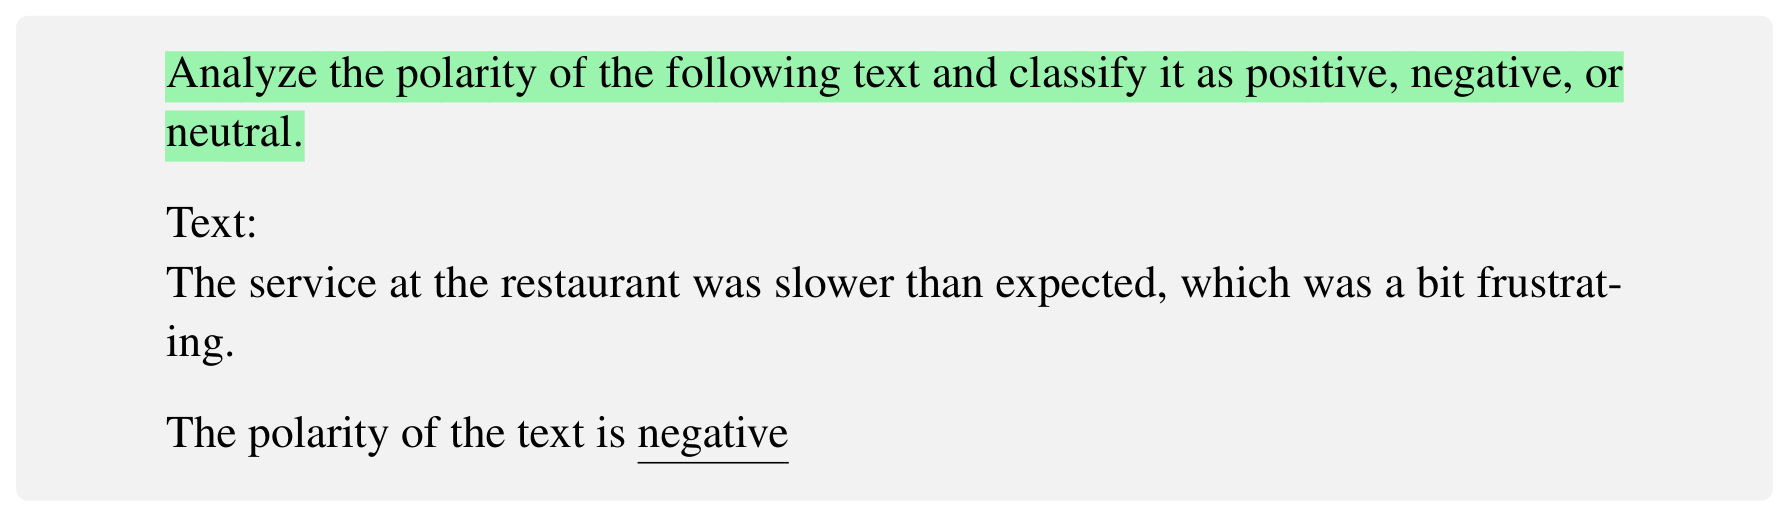 Analyze the polarity of the following text and classify it as positive, negative, or
neutral.
Text:
The service at the restaurant was slower than expected, which was a bit frustrat-
ing.
The polarity of the text is negative